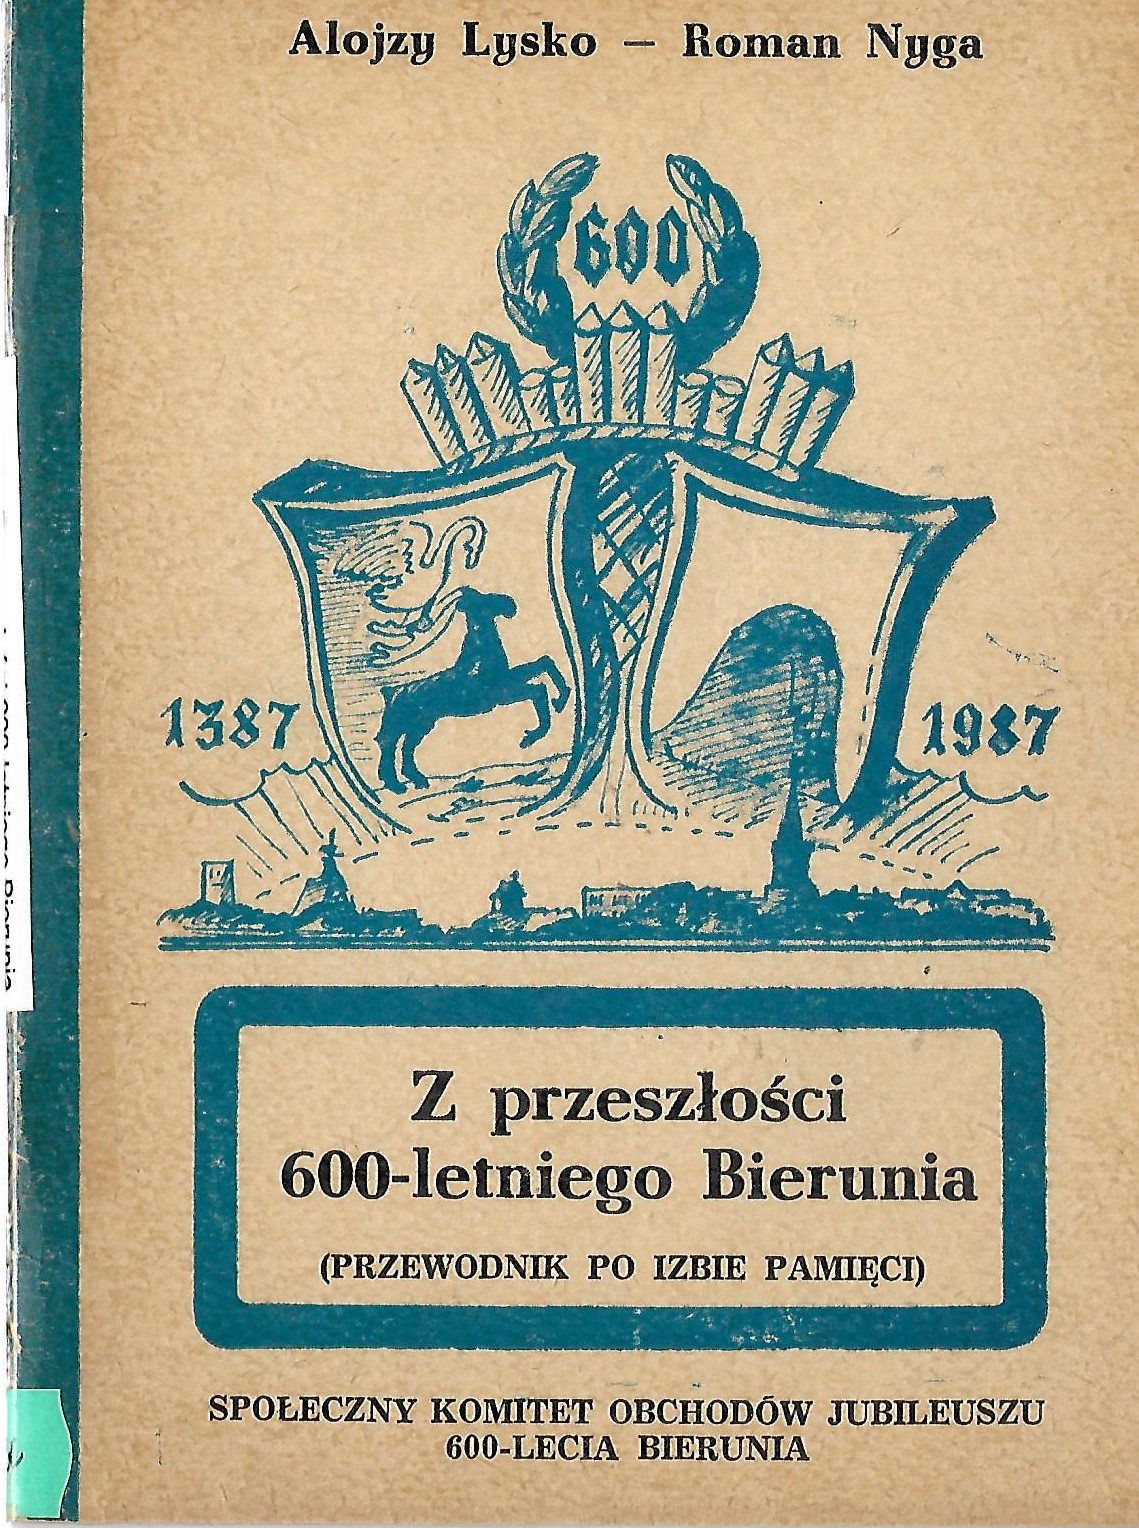 Alojzy Lysko – Roman Nyga
600
1387
1987
Z przeszłości
600-letniego Bierunia
(PRZEWODNIK PO IZBIE PAMIĘCI)
SPOŁECZNY KOMITET OBCHODÓW JUBILEUSZU
600-LECIA BIERUNIA